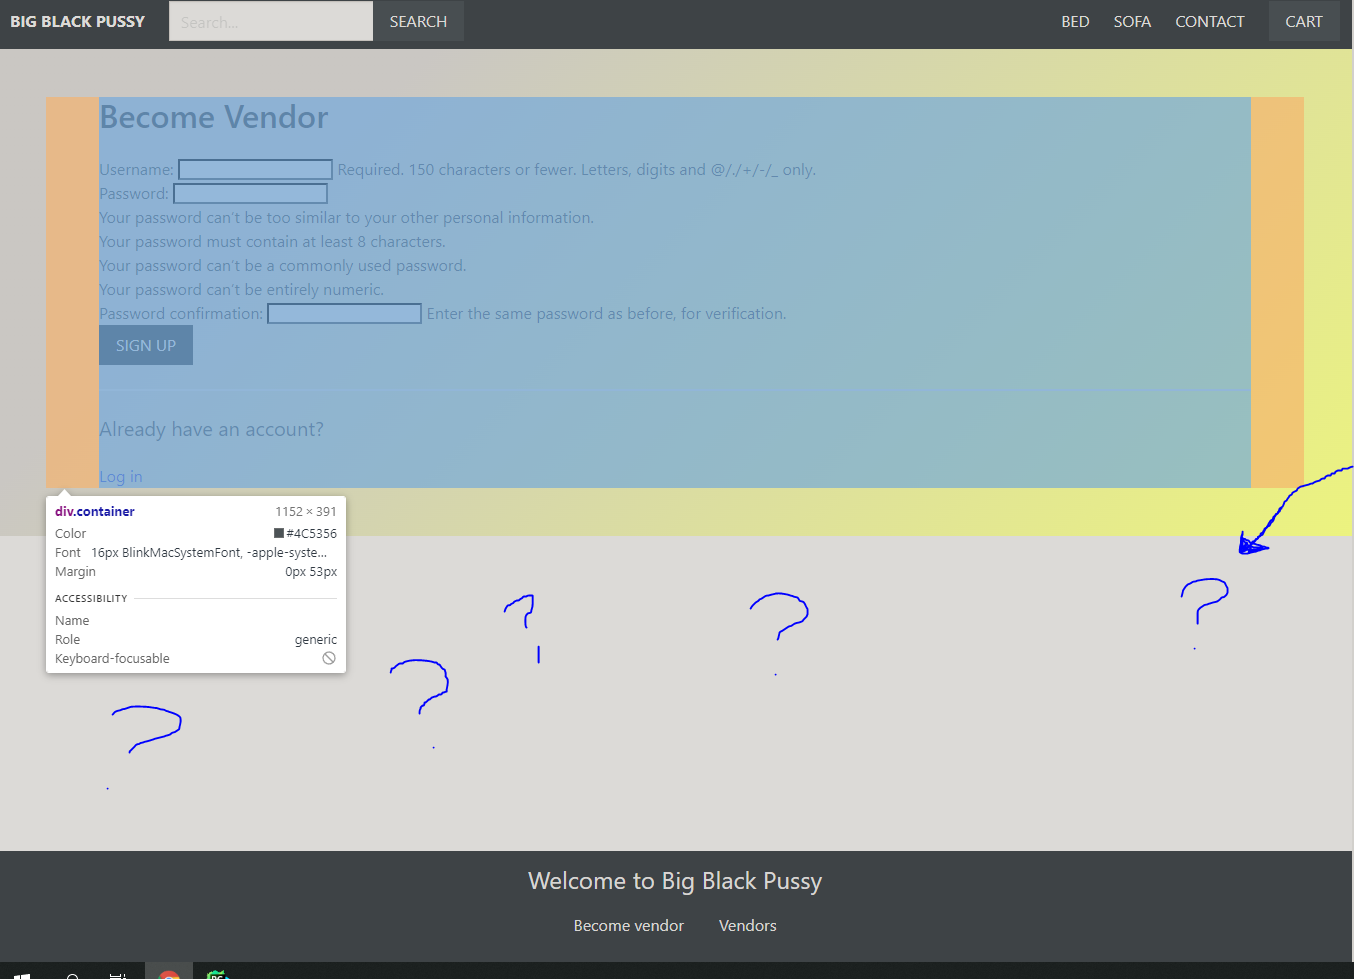 BIG BLACK PUSSY Search... SEARCH BED SOFA CONTACT CART
Become Vendor
Username: Required. 150 characters or fewer. Letters, digits and @/./+/-/_ only.
Password:
Your password can't be too similar to your other personal information.
Your password must contain at least 8 characters.
Your password can't be a commonly used password.
Your password can't be entirely numeric.
Password confirmation: Enter the same password as before, for verification.
SIGN UP
Already have an account?
Log in
div.container 1152 × 391
Color #4C5356
Font 16px BlinkMacSystemFont, -apple-syste...
Margin 0px 53px
ACCESSIBILITY
Name
Role generic
Keyboard-focusable
? ? ? ? ?
Welcome to Big Black Pussy
Become vendor Vendors